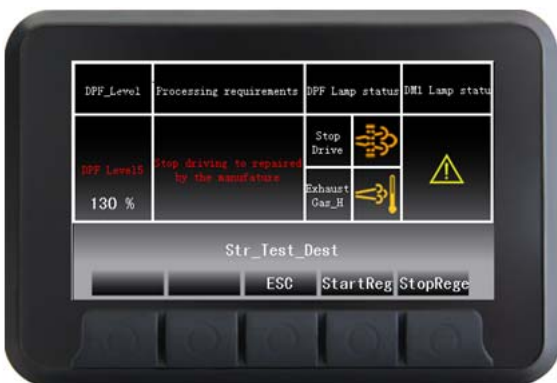 DPF_Level Processing requirements DPF Lamp status DM1 Lamp statu
DPF Level5
130 %
Stop driving to repaired
by the manufature
Stop
Drive
Exhaust
Gas_H
Str_Test_Dest
ESC StartReg StopRege